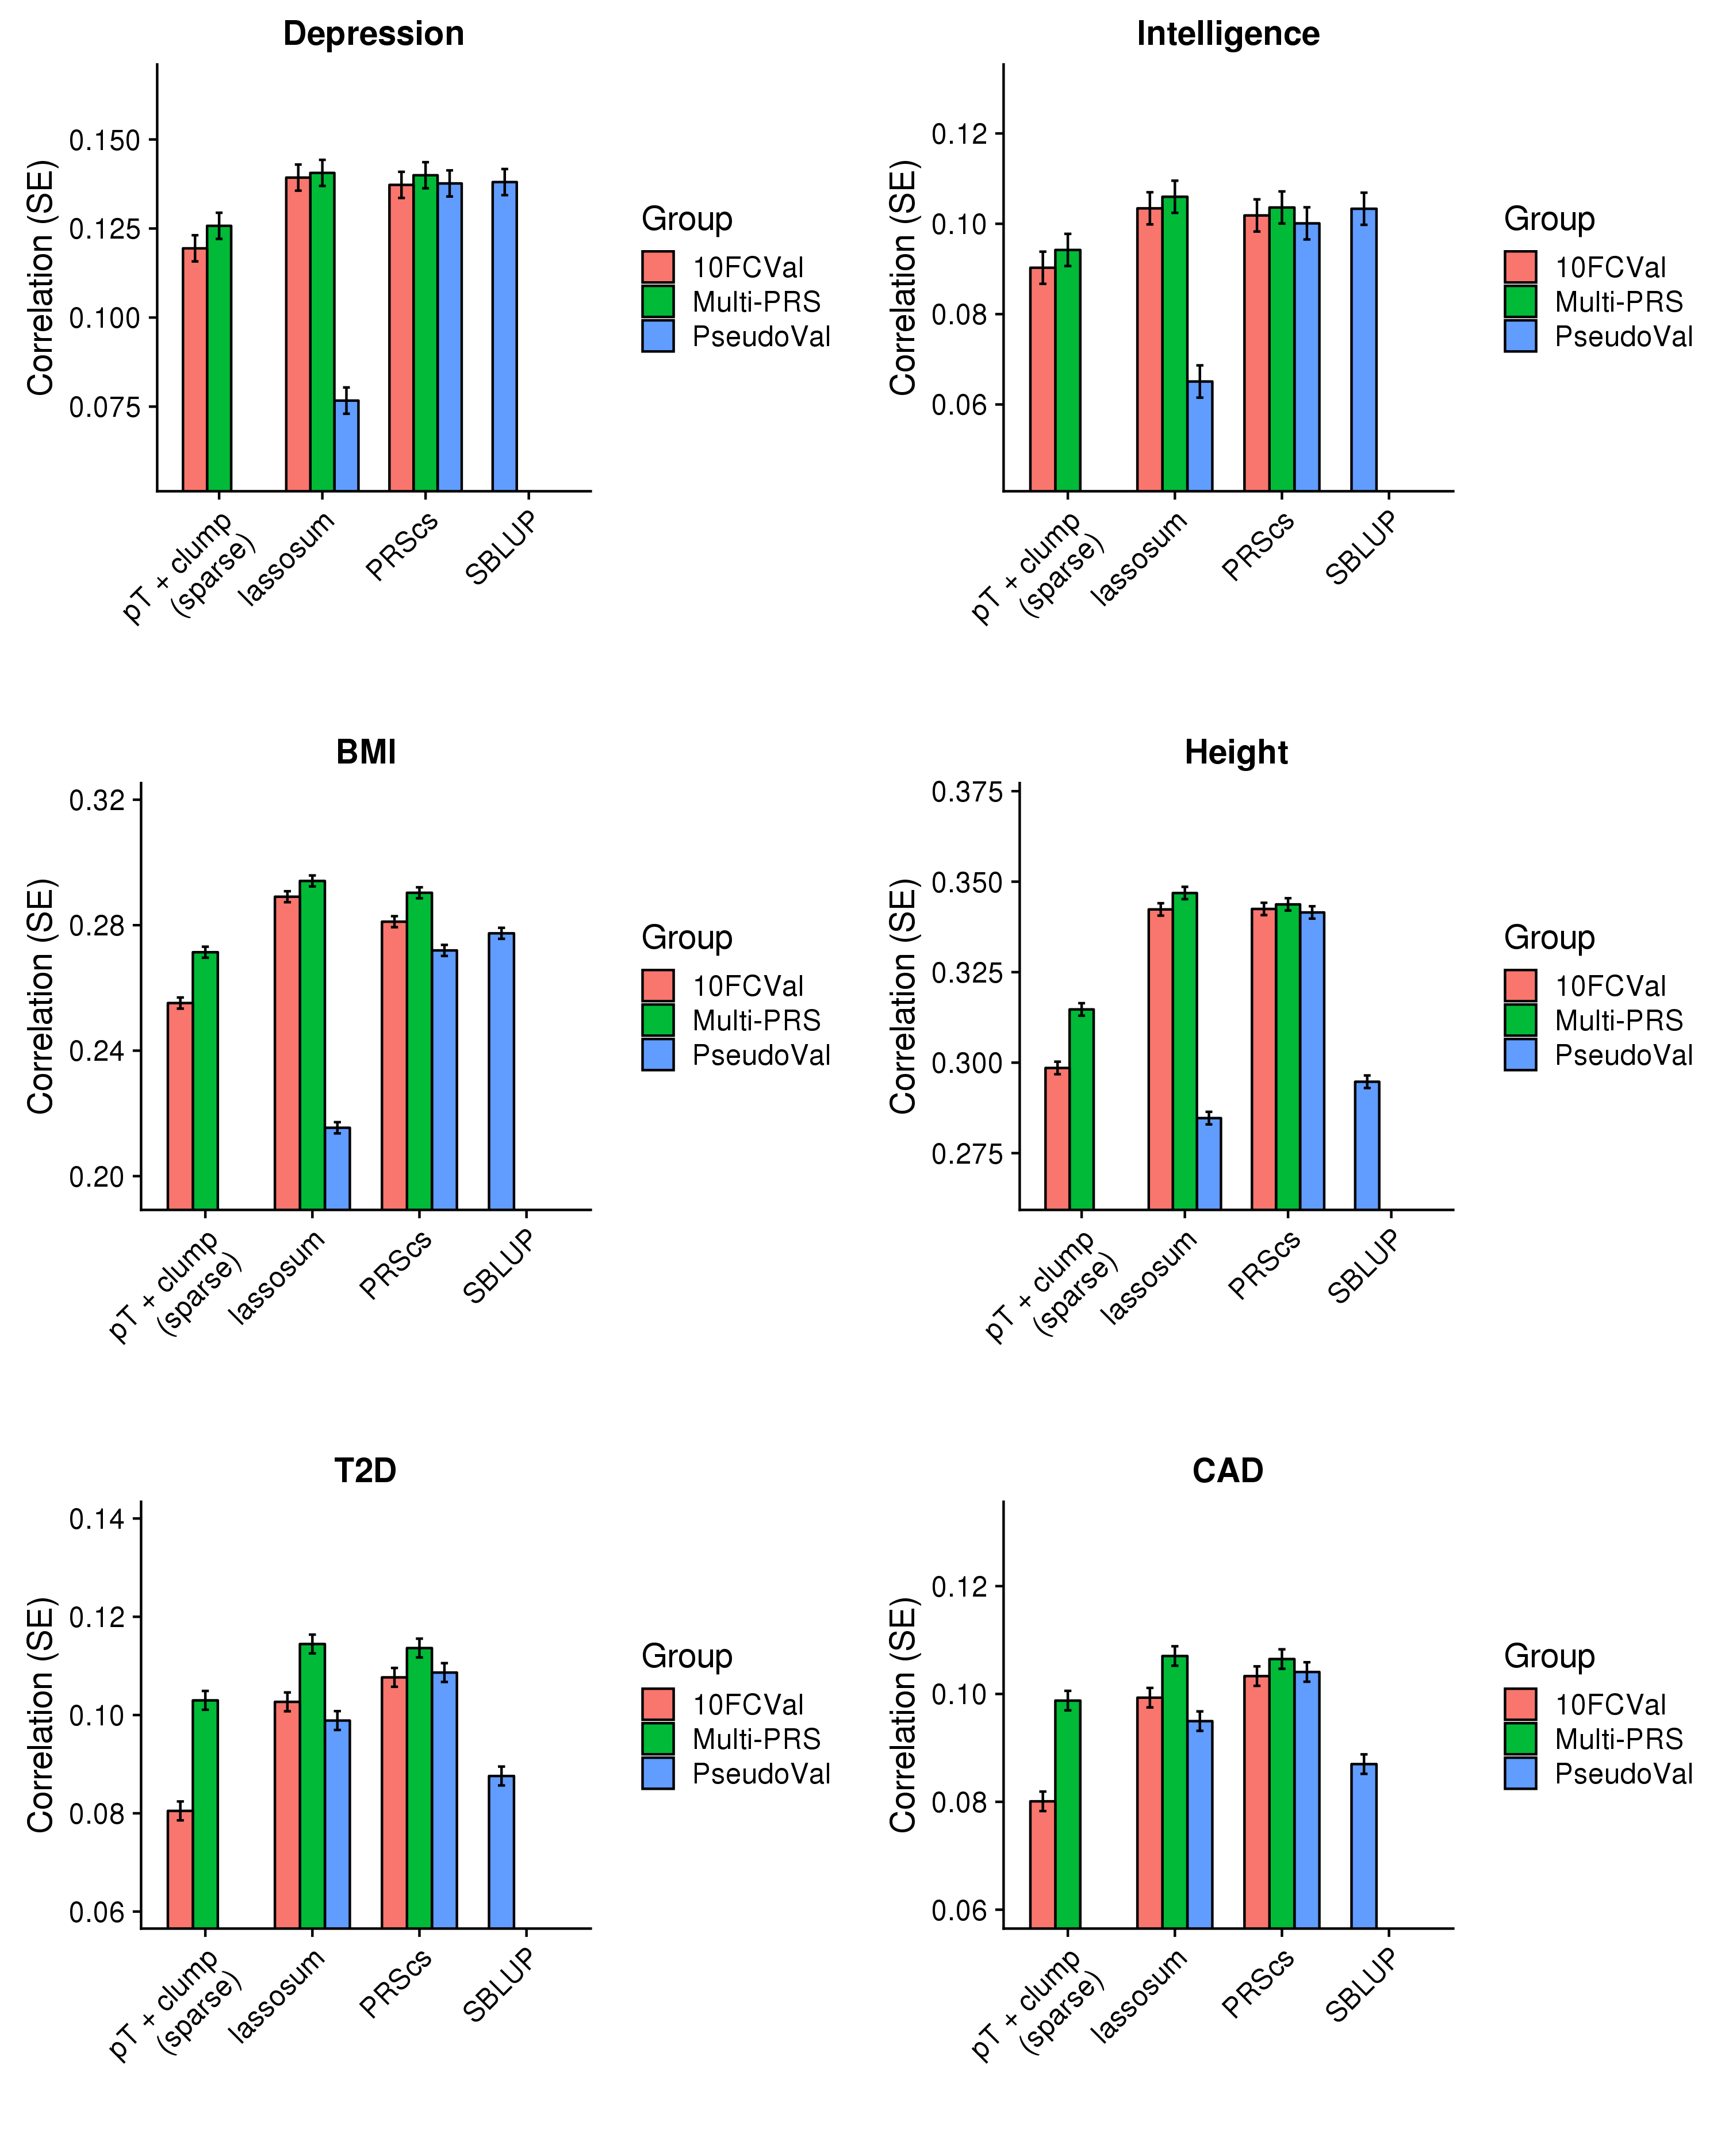 Depression
Correlation (SE)
0.150
0.125
0.100
0.075
pT + clump
(sparse)
lassosum
PRScs
SBLUP
Group
10FCVal
Multi-PRS
PseudoVal
Intelligence
Correlation (SE)
0.12
0.10
0.08
0.06
pT + clump
(sparse)
lassosum
PRScs
SBLUP
Group
10FCVal
Multi-PRS
PseudoVal
BMI
Correlation (SE)
0.32
0.28
0.24
0.20
pT + clump
(sparse)
lassosum
PRScs
SBLUP
Group
10FCVal
Multi-PRS
PseudoVal
Height
Correlation (SE)
0.375
0.350
0.325
0.300
0.275
pT + clump
(sparse)
lassosum
PRScs
SBLUP
Group
10FCVal
Multi-PRS
PseudoVal
T2D
Correlation (SE)
0.14
0.12
0.10
0.08
0.06
pT + clump
(sparse)
lassosum
PRScs
SBLUP
Group
10FCVal
Multi-PRS
PseudoVal
CAD
Correlation (SE)
0.12
0.10
0.08
0.06
pT + clump
(sparse)
lassosum
PRScs
SBLUP
Group
10FCVal
Multi-PRS
PseudoVal